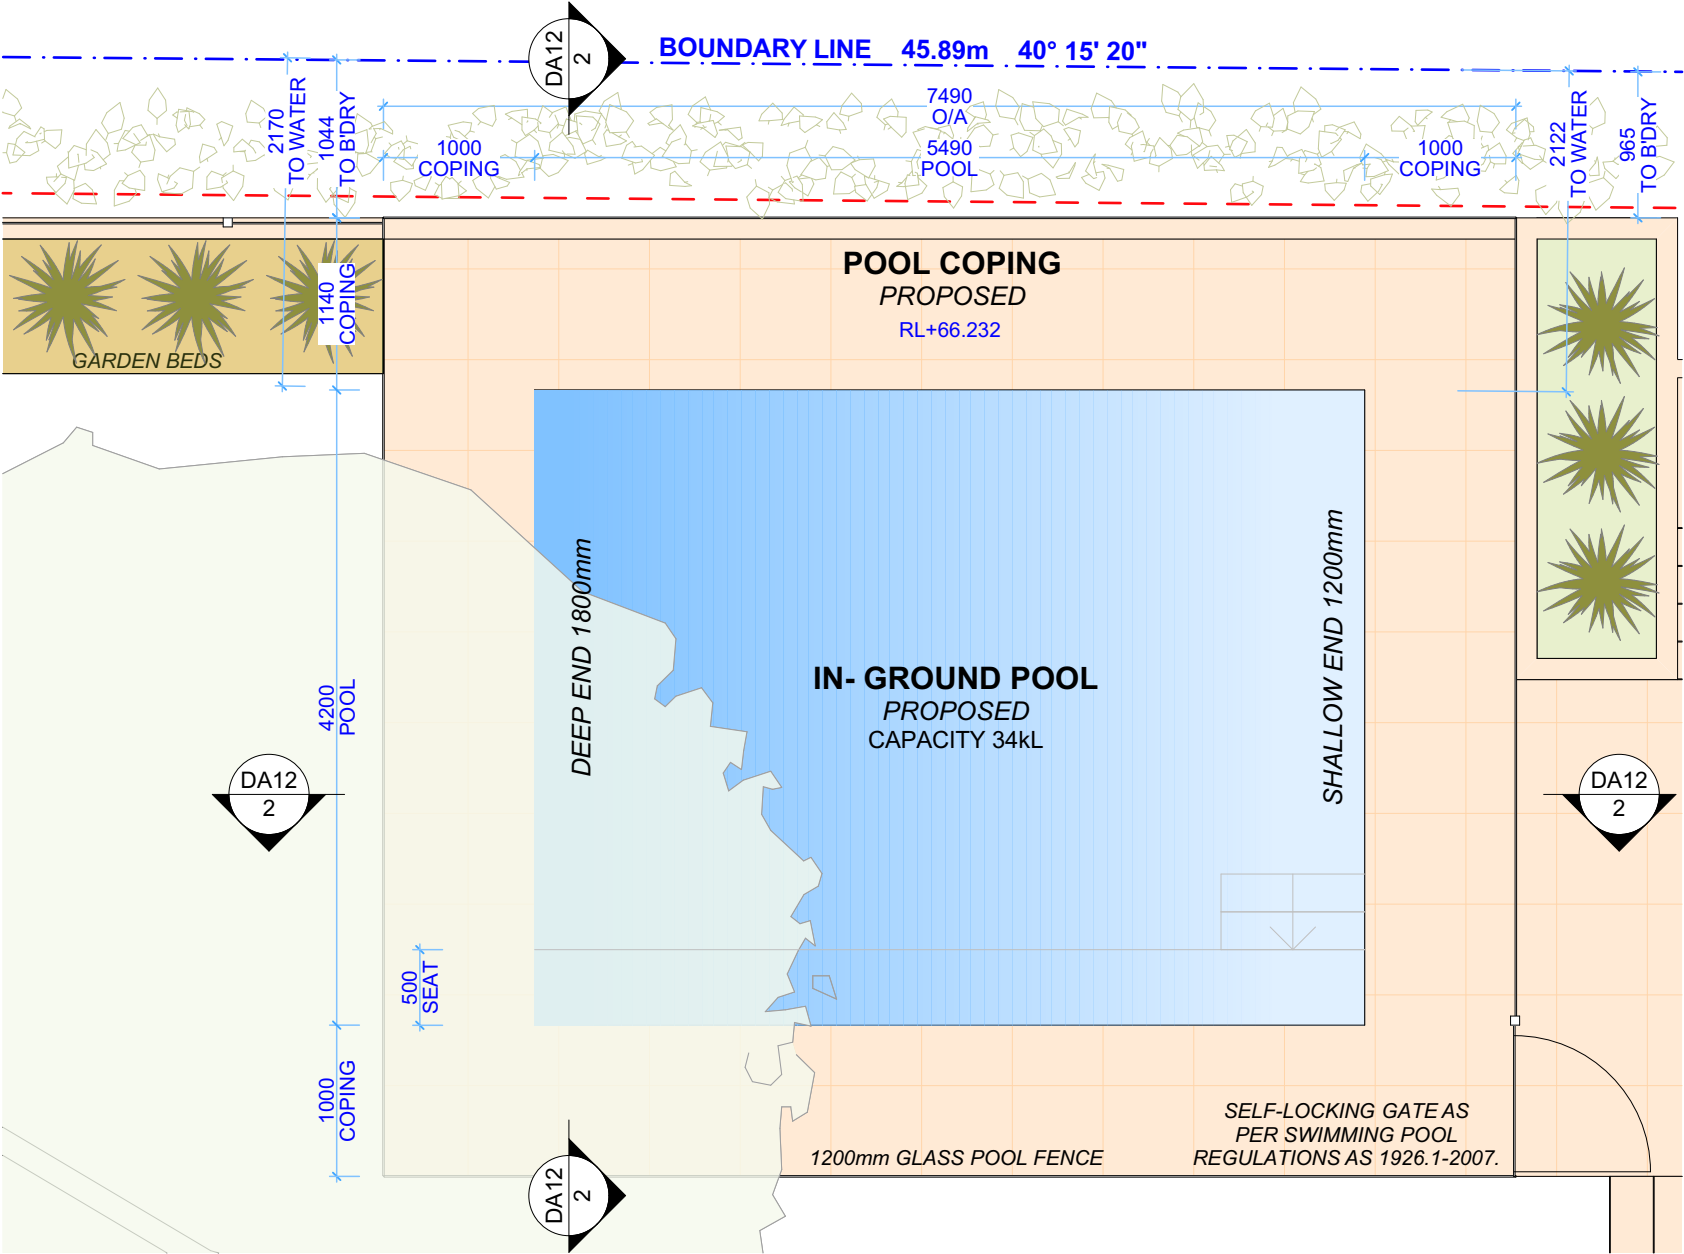 DA12
2
BOUNDARY LINE 45.89m 40° 15' 20"
2170
TO WATER
1044
TO B'DRY
7490
O/A
1000
COPING
5490
POOL
1000
COPING
2122
TO WATER
965
TO B'DRY
POOL COPING
PROPOSED
RL+66.232
1140
COPING
GARDEN BEDS
DEEP END 1800mm
SHALLOW END 1200mm
IN- GROUND POOL
PROPOSED
CAPACITY 34kL
4200
POOL
DA12
2
DA12
2
500
SEAT
1000
COPING
SELF-LOCKING GATE AS
PER SWIMMING POOL
REGULATIONS AS 1926.1-2007.
1200mm GLASS POOL FENCE
DA12
2